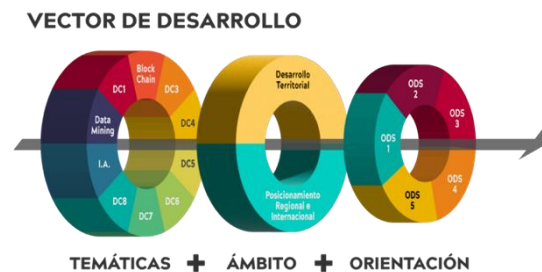 VECTOR DE DESARROLLO
DC1
Block
Chain
DC3
DC4
DC5
DC6
DC7
DC8
I.A.
Data
Mining
Desarrollo
Territorial
Posicionamiento
Regional e
Internacional
ODS
1
ODS
2
ODS
3
ODS
4
ODS
5
TEMÁTICAS + ÁMBITO + ORIENTACIÓN